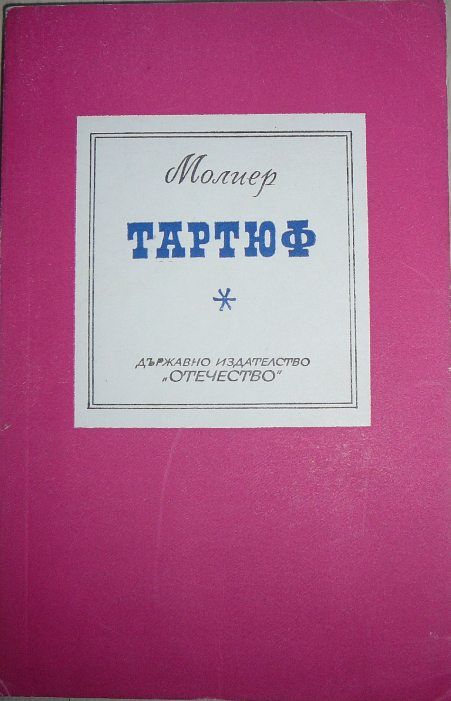 Молиер
ТАРТЮФ
*
ДЪРЖАВНО ИЗДАТЕЛСТВО
„ОТЕЧЕСТВО“